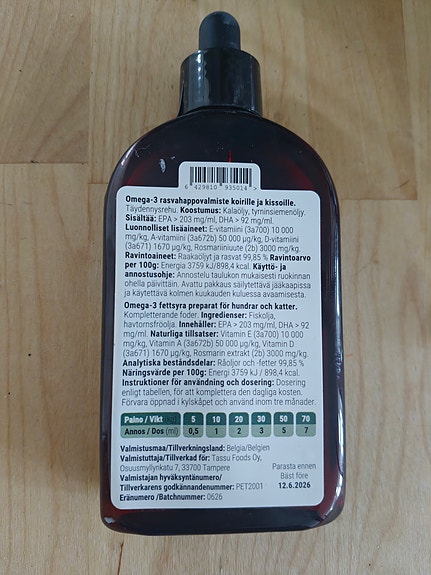 6 429810 935014 >
Omega-3 rasvahappovalmiste koirille ja kissoille.
Täydennysrehu. Koostumus: Kalaöljy, tyrninsiemenöljy.
Sisältää: EPA > 203 mg/ml, DHA > 92 mg/ml.
Luonnolliset lisäaineet: E-vitamiini (3a700) 10 000
mg/kg, A-vitamiini (3a672b) 50 000 µg/kg, D-vitamiini
(3a671) 1670 µg/kg, Rosmariiniuute (2b) 3000 mg/kg.
Ravintoaineet: Raakaöljyt ja rasvat 99,85 % Ravintoarvo
per 100g: Energia 3759 kJ/898,4 kcal. Käyttö- ja
annostusohje: Annostelu taulukon mukaisesti ruokinnan
ohella päivittäin. Avattu pakkaus säilytettävä jääkaapissa
ja käytettävä kolmen kuukauden kuluessa avaamisesta.
Omega-3 fettsyra preparat för hundrar och katter.
Kompletterande foder. Ingredienser: Fiskolja,
havtornsfröolja. Innehåller: EPA > 203 mg/ml, DHA > 92
mg/ml. Naturliga tillsatser: Vitamin E (3a700) 10 000
mg/kg, Vitamin A (3a672b) 50 000 µg/kg, Vitamin D
(3a671) 1670 µg/kg, Rosmarin extrakt (2b) 3000 mg/kg.
Analytiska beståndsdelar: Råoljor och -fetter 99,85 %
Näringsvärde per 100g: Energi 3759 kJ / 898,4 kcal.
Instruktioner för användning och dosering: Dosering
enligt tabellen, för att komplettera den dagliga kosten.
Förvara öppnad i kylskåpet och använd inom tre månader.
Paino / Vikt (kg) 5 10 20 30 50 70
Annos / Dos (ml) 0,5 1 2 3 5 7
Valmistusmaa/Tillverkningsland: Belgia/Belgien
Valmistuttaja/Tillverkad för: Tassu Foods Oy,
Osuusmyllynkatu 7, 33700 Tampere
Valmistajan hyväksyntänumero/
Tillverkarens godkännandenummer: PET2001
Eränumero /Batchnummer: 0626
Parasta ennen
Bäst före
12.6.2026